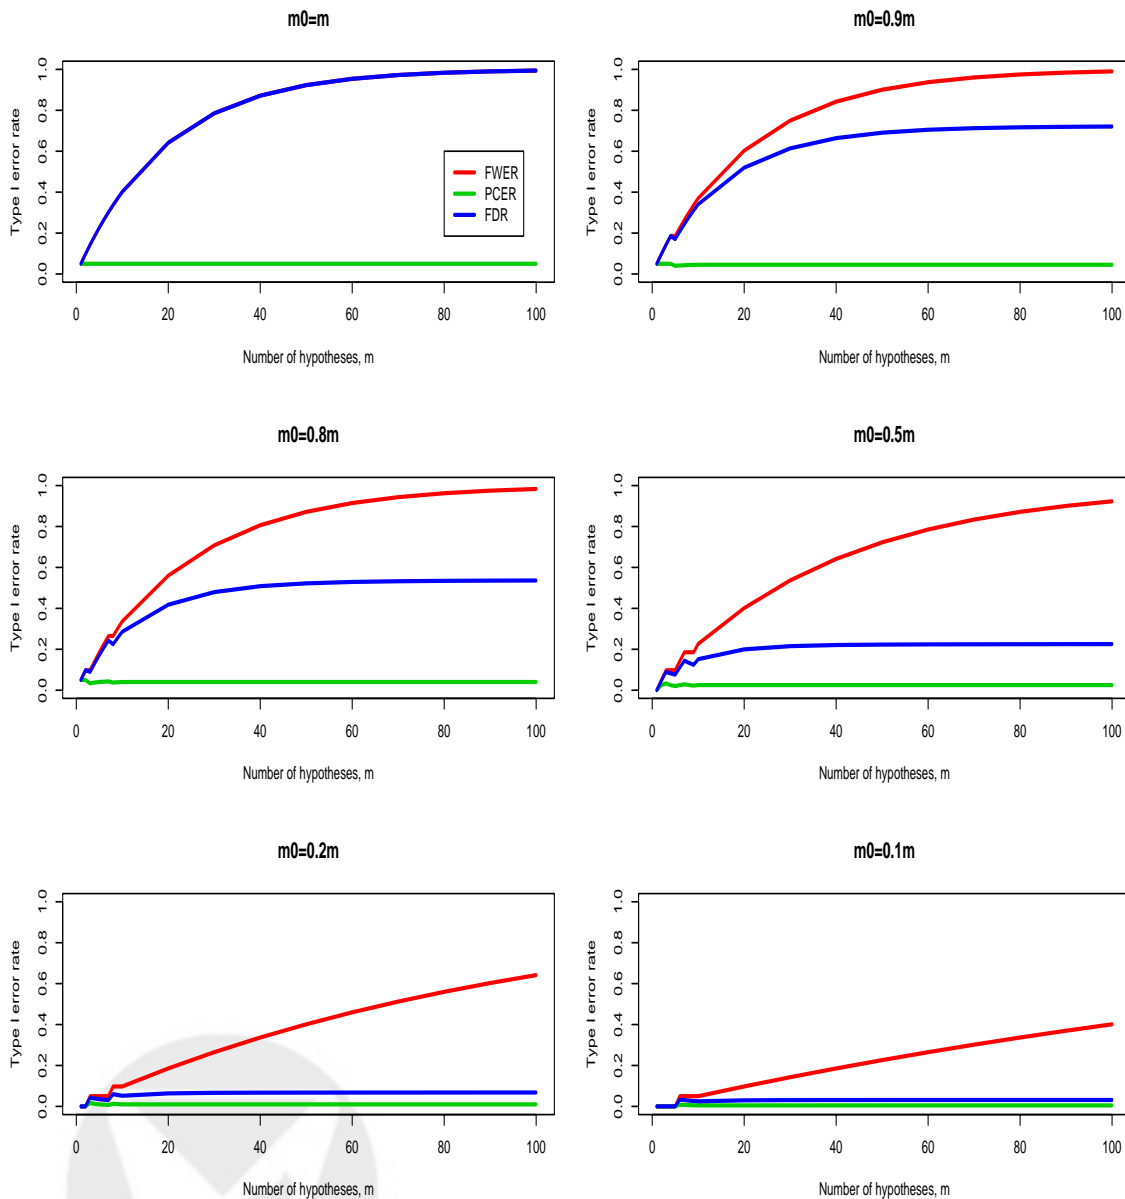 m0=m
1.0
0.8
0.6
0.4
0.2
0.0
Type I error rate
FWER
PCER
FDR
0 20 40 60 80 100
Number of hypotheses, m
m0=0.9m
1.0
0.8
0.6
0.4
0.2
0.0
Type I error rate
0 20 40 60 80 100
Number of hypotheses, m
m0=0.8m
1.0
0.8
0.6
0.4
0.2
0.0
Type I error rate
0 20 40 60 80 100
Number of hypotheses, m
m0=0.5m
1.0
0.8
0.6
0.4
0.2
0.0
Type I error rate
0 20 40 60 80 100
Number of hypotheses, m
m0=0.2m
1.0
0.8
0.6
0.4
0.2
0.0
Type I error rate
0 20 40 60 80 100
Number of hypotheses, m
m0=0.1m
1.0
0.8
0.6
0.4
0.2
0.0
Type I error rate
0 20 40 60 80 100
Number of hypotheses, m